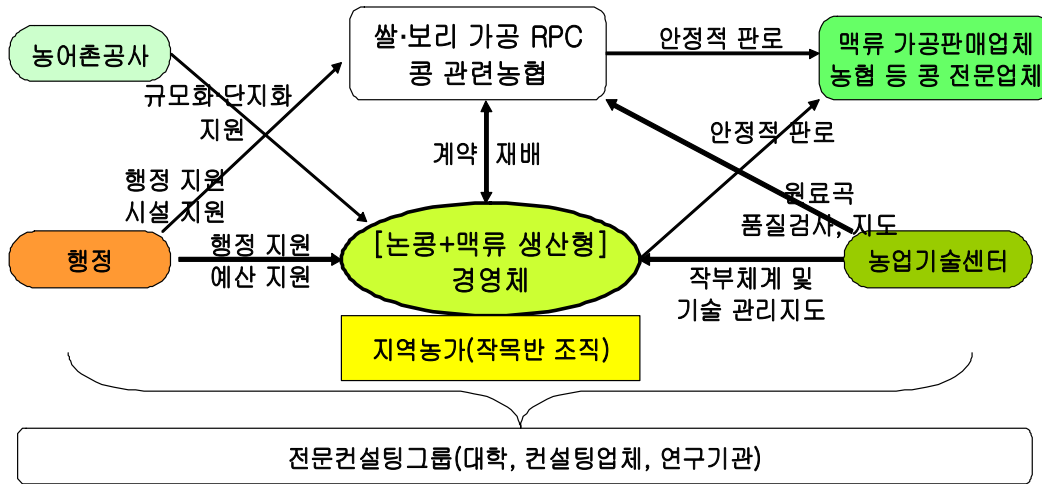 농어촌공사
쌀·보리 가공 RPC
콩 관련농협
안정적 판로
맥류 가공판매업체
농협 등 콩 전문업체
규모화·단지화
지원
계약 재배
안정적 판로
행정 지원
시설 지원
원료곡
품질검사, 지도
행정
행정 지원
예산 지원
[논콩+맥류 생산형]
경영체
작부체계 및
기술 관리지도
농업기술센터
지역농가(작목반 조직)
전문컨설팅그룹(대학, 컨설팅업체, 연구기관)